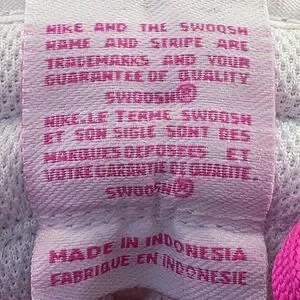 NIKE AND THE SWOOSH
NAME AND STRIPE ARE
TRADEMARKS AND YOUR
GUARANTEE OF QUALITY
SWOOSH®
NIKE.LE TERME SWOOSH
ET SON SIGLE SONT DES
MARQUES DEPOSEES ET
VOTRE GARANTIE DE QUALITE.
SWOOSH®
MADE IN INDONESIA
FABRIQUE EN INDONESIE